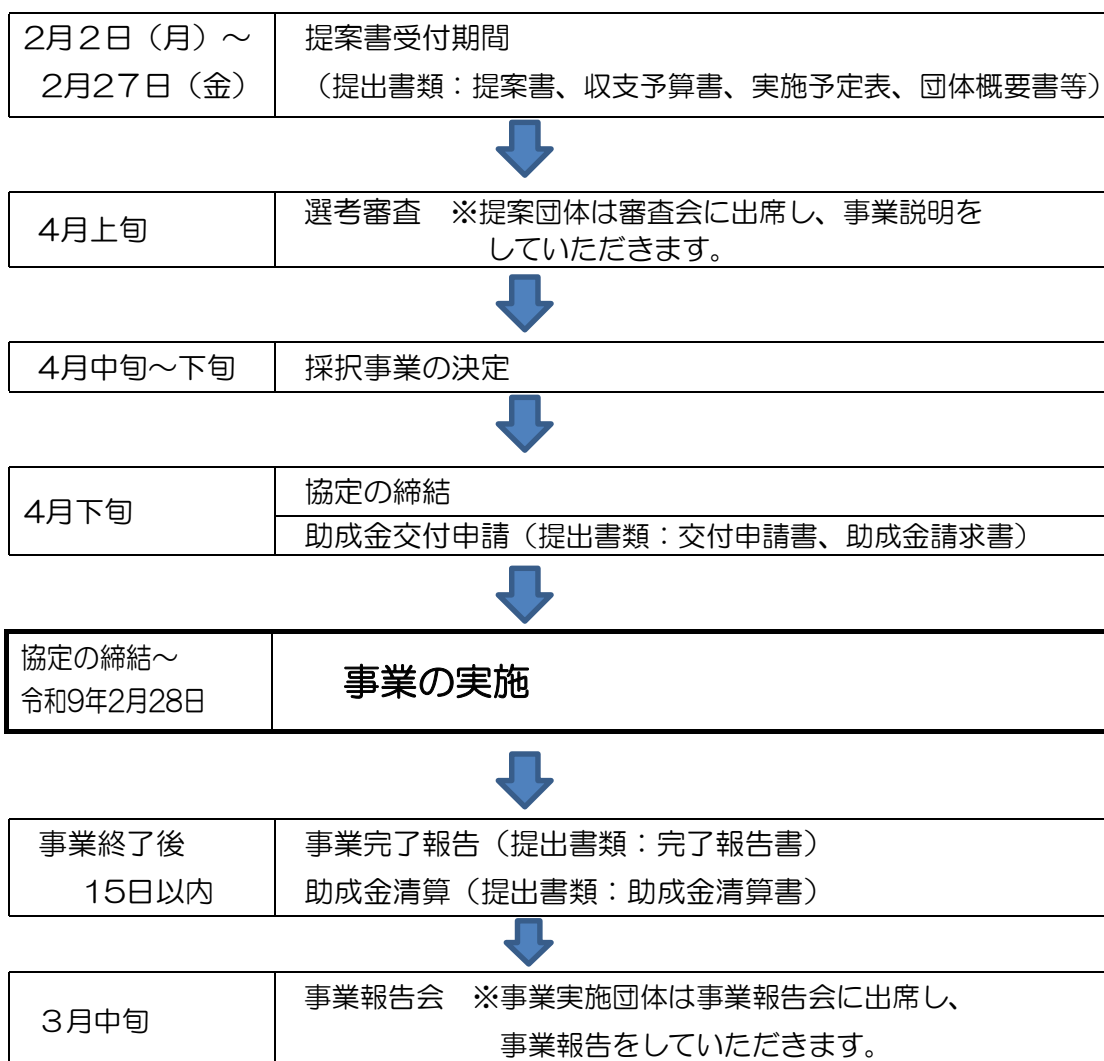 2月2日（月）～
2月27日（金）
提案書受付期間
（提出書類：提案書、収支予算書、実施予定表、団体概要書等）
4月上旬
選考審査　※提案団体は審査会に出席し、事業説明を
していただきます。
4月中旬～下旬
採択事業の決定
4月下旬
協定の締結
助成金交付申請（提出書類：交付申請書、助成金請求書）
協定の締結～
令和9年2月28日
事業の実施
事業終了後
15日以内
事業完了報告（提出書類：完了報告書）
助成金清算（提出書類：助成金清算書）
３月中旬
事業報告会　※事業実施団体は事業報告会に出席し、
事業報告をしていただきます。